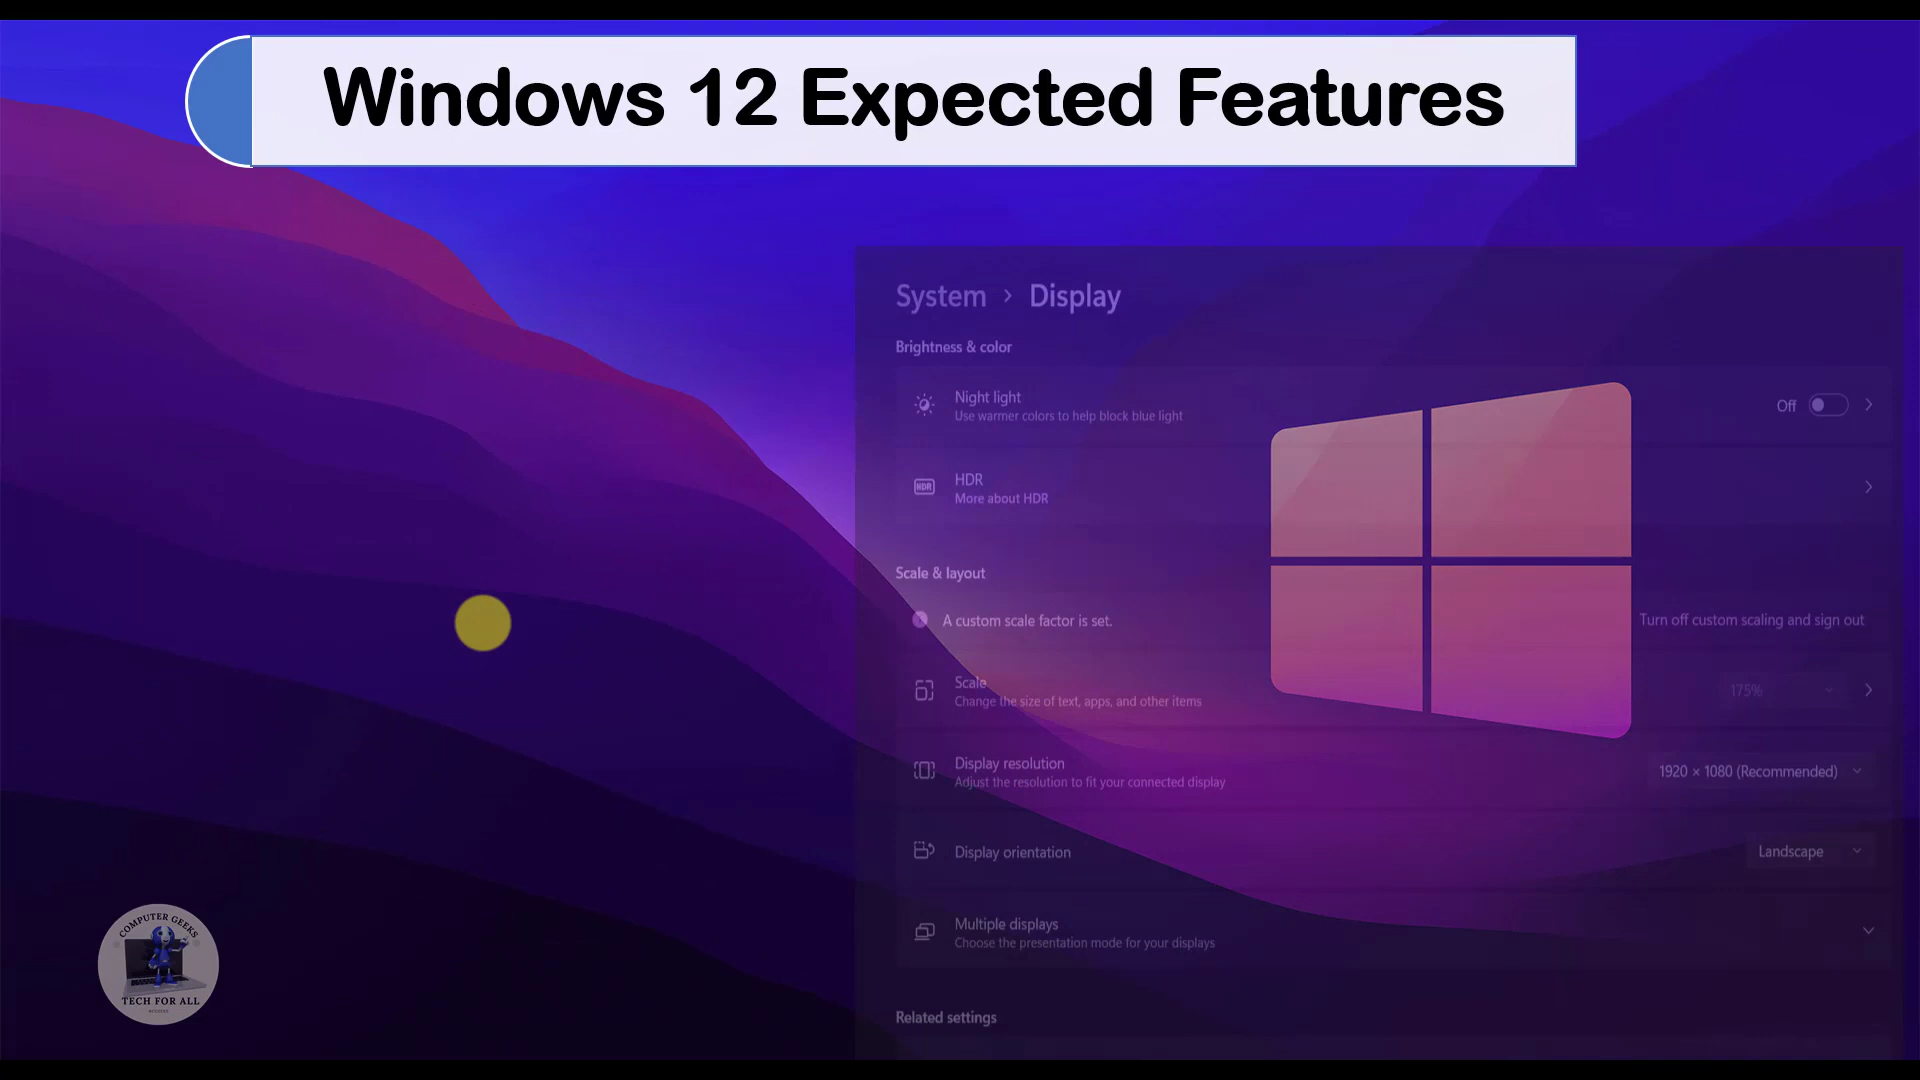 Windows 12 Expected Features
System > Display
Brightness & color
Night light
Use warmer colors to help block blue light
Off
HDR
HDR
More about HDR
Scale & layout
A custom scale factor is set.
Turn off custom scaling and sign out
Scale
Change the size of text, apps, and other items
175%
Display resolution
Adjust the resolution to fit your connected display
1920 × 1080 (Recommended)
Display orientation
Landscape
Multiple displays
Choose the presentation mode for your displays
Related settings
COMPUTER GEEKS
TECH FOR ALL